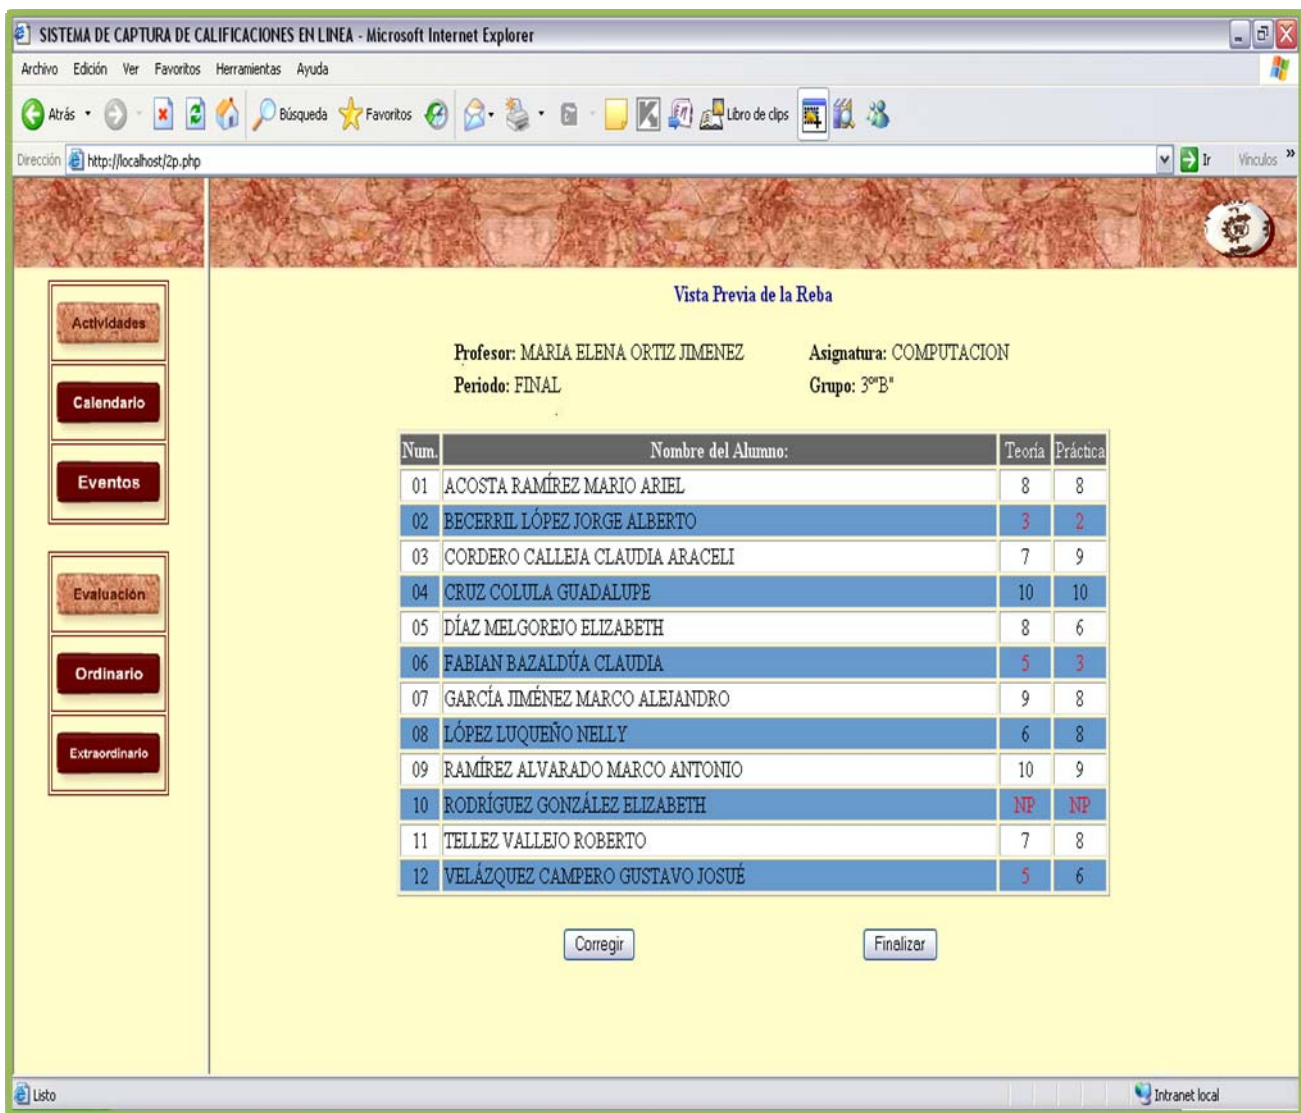 SISTEMA DE CAPTURA DE CALIFICACIONES EN LINEA - Microsoft Internet Explorer
Archivo Edición Ver Favoritos Herramientas Ayuda
Atrás Búsqueda Favoritos Libro de clips
Dirección http://localhost/2p.php Ir Vínculos »
Vista Previa de la Reba
Actividades
Profesor: MARIA ELENA ORTIZ JIMENEZ Asignatura: COMPUTACION
Periodo: FINAL Grupo: 3º"B"
Calendario
Eventos
Evaluación
Ordinario
Extraordinario
Num. Nombre del Alumno: Teoría Práctica
01 ACOSTA RAMÍREZ MARIO ARIEL 8 8
02 BECERRIL LÓPEZ JORGE ALBERTO 3 2
03 CORDERO CALLEJA CLAUDIA ARACELI 7 9
04 CRUZ COLULA GUADALUPE 10 10
05 DÍAZ MELGOREJO ELIZABETH 8 6
06 FABIAN BAZALDÚA CLAUDIA 5 3
07 GARCÍA JIMÉNEZ MARCO ALEJANDRO 9 8
08 LÓPEZ LUQUEÑO NELLY 6 8
09 RAMÍREZ ALVARADO MARCO ANTONIO 10 9
10 RODRÍGUEZ GONZÁLEZ ELIZABETH NP NP
11 TELLEZ VALLEJO ROBERTO 7 8
12 VELÁZQUEZ CAMPERO GUSTAVO JOSUÉ 5 6
Corregir Finalizar
Listo Intranet local